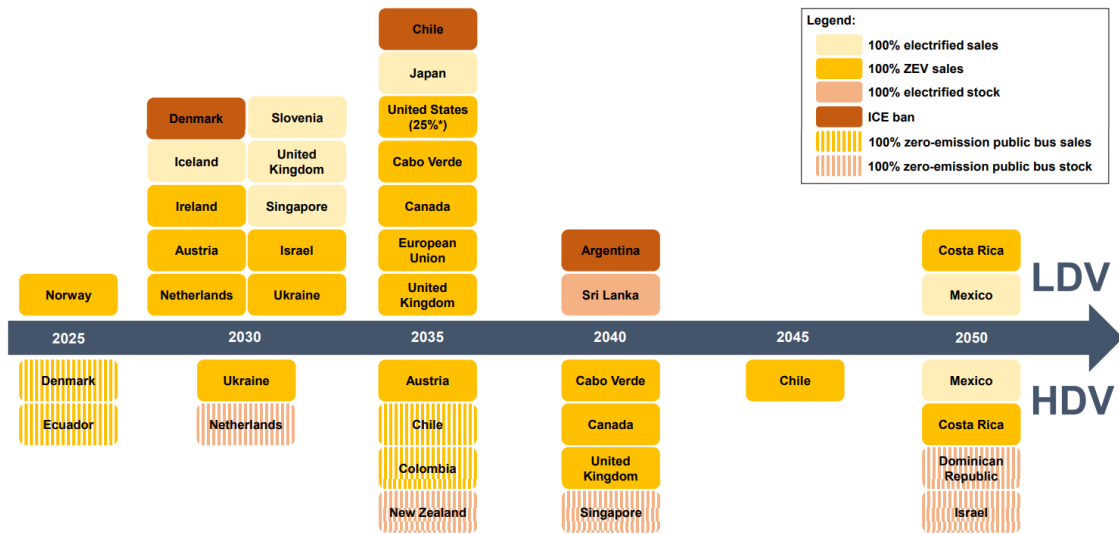 Legend:
100% electrified sales
100% ZEV sales
100% electrified stock
ICE ban
100% zero-emission public bus sales
100% zero-emission public bus stock
Chile
Japan
Denmark
Slovenia
United States
(25%*)
Iceland
United
Kingdom
Cabo Verde
Ireland
Singapore
Canada
Austria
Israel
European
Union
Argentina
Costa Rica
Norway
Netherlands
Ukraine
United
Kingdom
Sri Lanka
Mexico
LDV
2025
2030
2035
2040
2045
2050
Denmark
Ukraine
Austria
Cabo Verde
Chile
Mexico
HDV
Ecuador
Netherlands
Chile
Canada
Costa Rica
Colombia
United
Kingdom
Dominican
Republic
New Zealand
Singapore
Israel